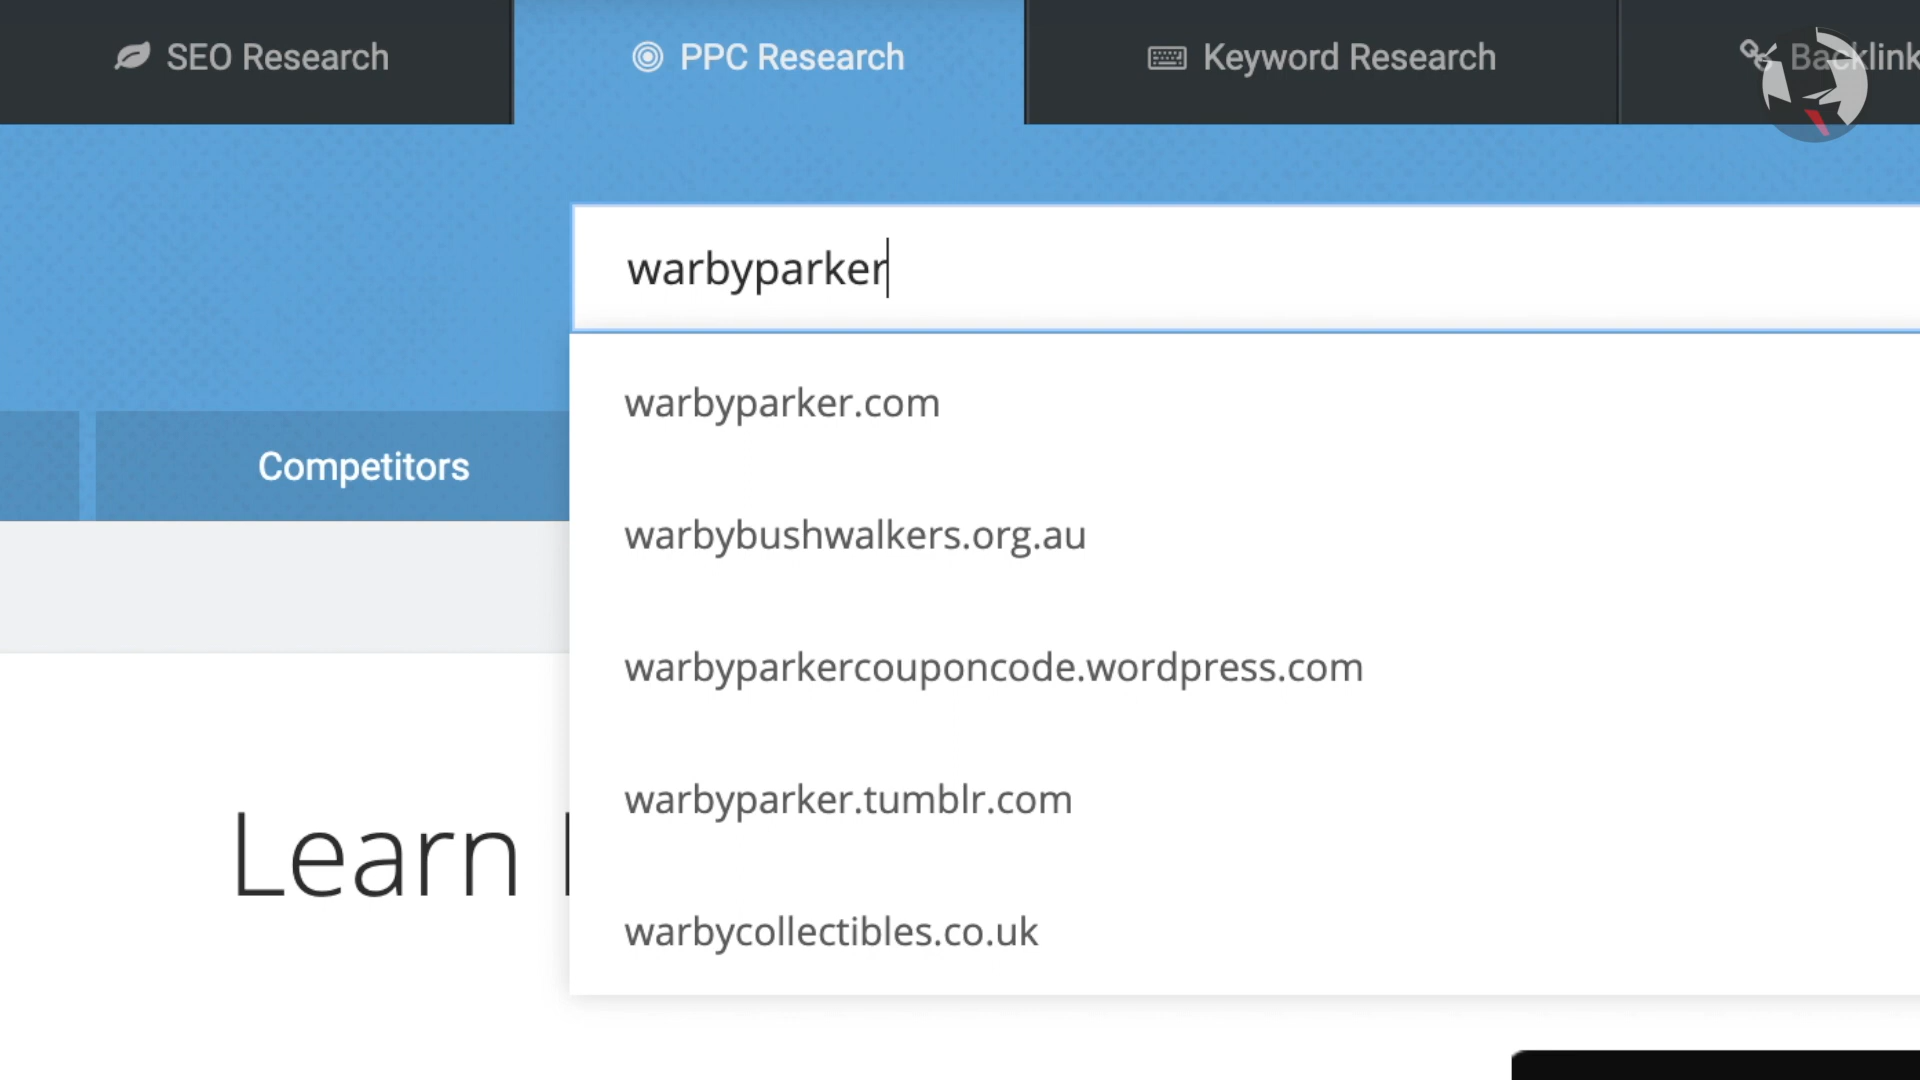 SEO Research
PPC Research
Keyword Research
Backlink
warbyparker
warbyparker.com
Competitors
warbybushwalkers.org.au
warbyparkercouponcode.wordpress.com
warbyparker.tumblr.com
Learn
warbycollectibles.co.uk